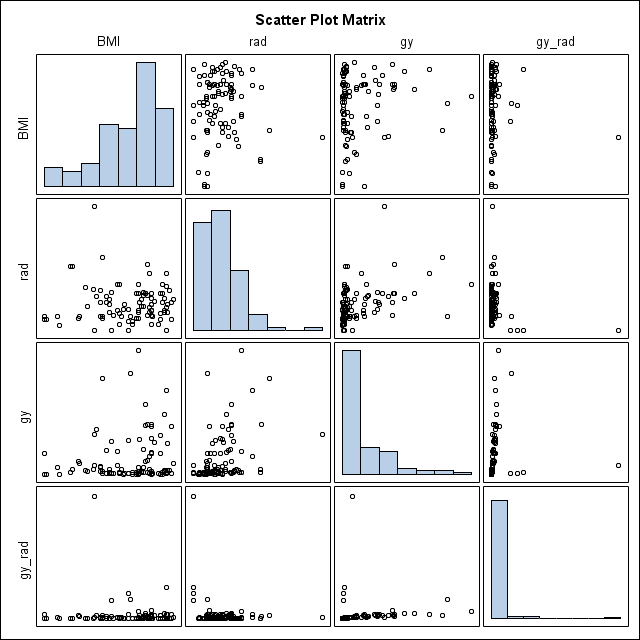 Scatter Plot Matrix
BMI rad gy gy_rad
BMI
rad
gy
gy_rad